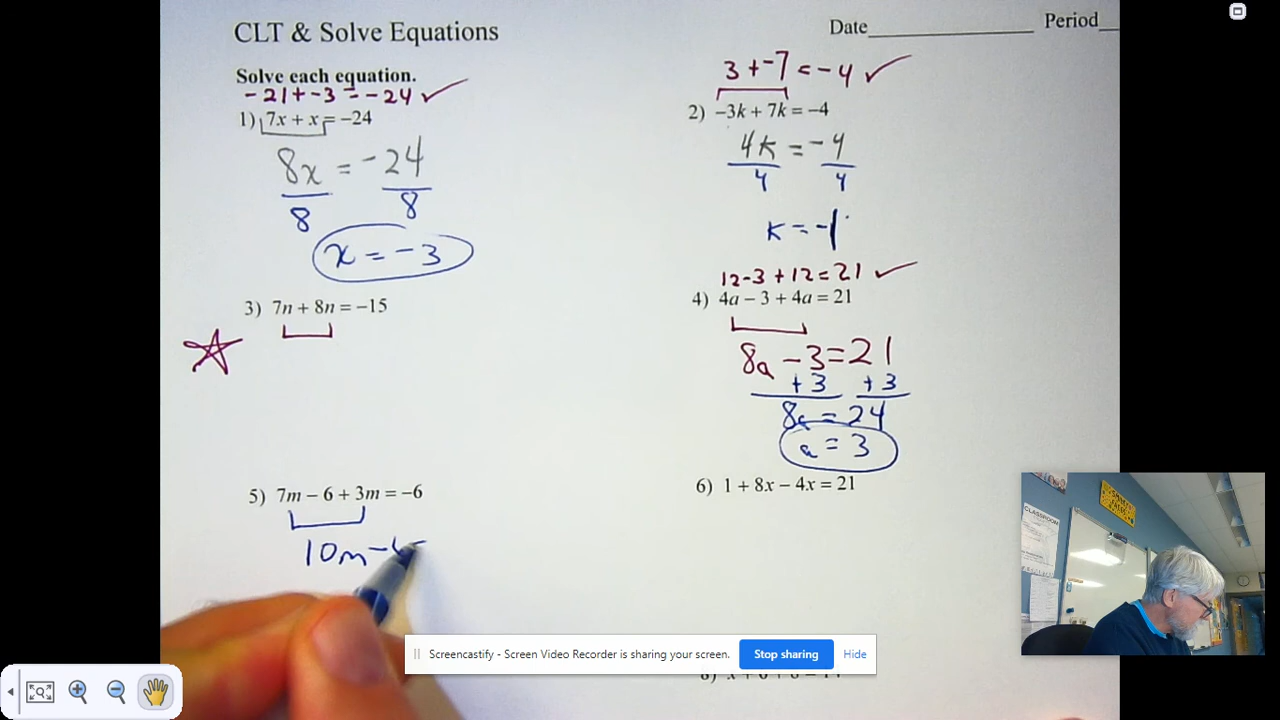 CLT & Solve Equations
Date____________ Period__
Solve each equation.
-21 + -3 = -24 ✓
1) 7x + x = −24
8x = -24
8 8
x = -3
3 + -7 = -4 ✓
2) −3k + 7k = −4
4k = -4
4 4
k = -1
3) 7n + 8n = −15
12-3 + 12 = 21 ✓
4) 4a − 3 + 4a = 21
8a - 3 = 21
+3 +3
8a = 24
a = 3
5) 7m − 6 + 3m = −6
10m - 6
6) 1 + 8x − 4x = 21
CLASSROOM
Screencastify - Screen Video Recorder is sharing your screen.
Stop sharing
Hide